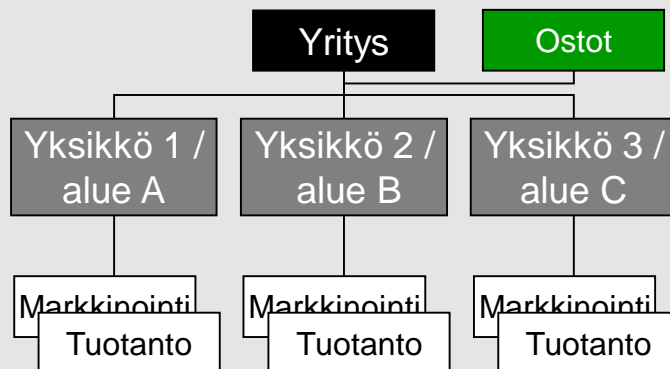 Yritys
Ostot
Yksikkö 1 /
alue A
Yksikkö 2 /
alue B
Yksikkö 3 /
alue C
Markkinointi
Tuotanto
Markkinointi
Tuotanto
Markkinointi
Tuotanto